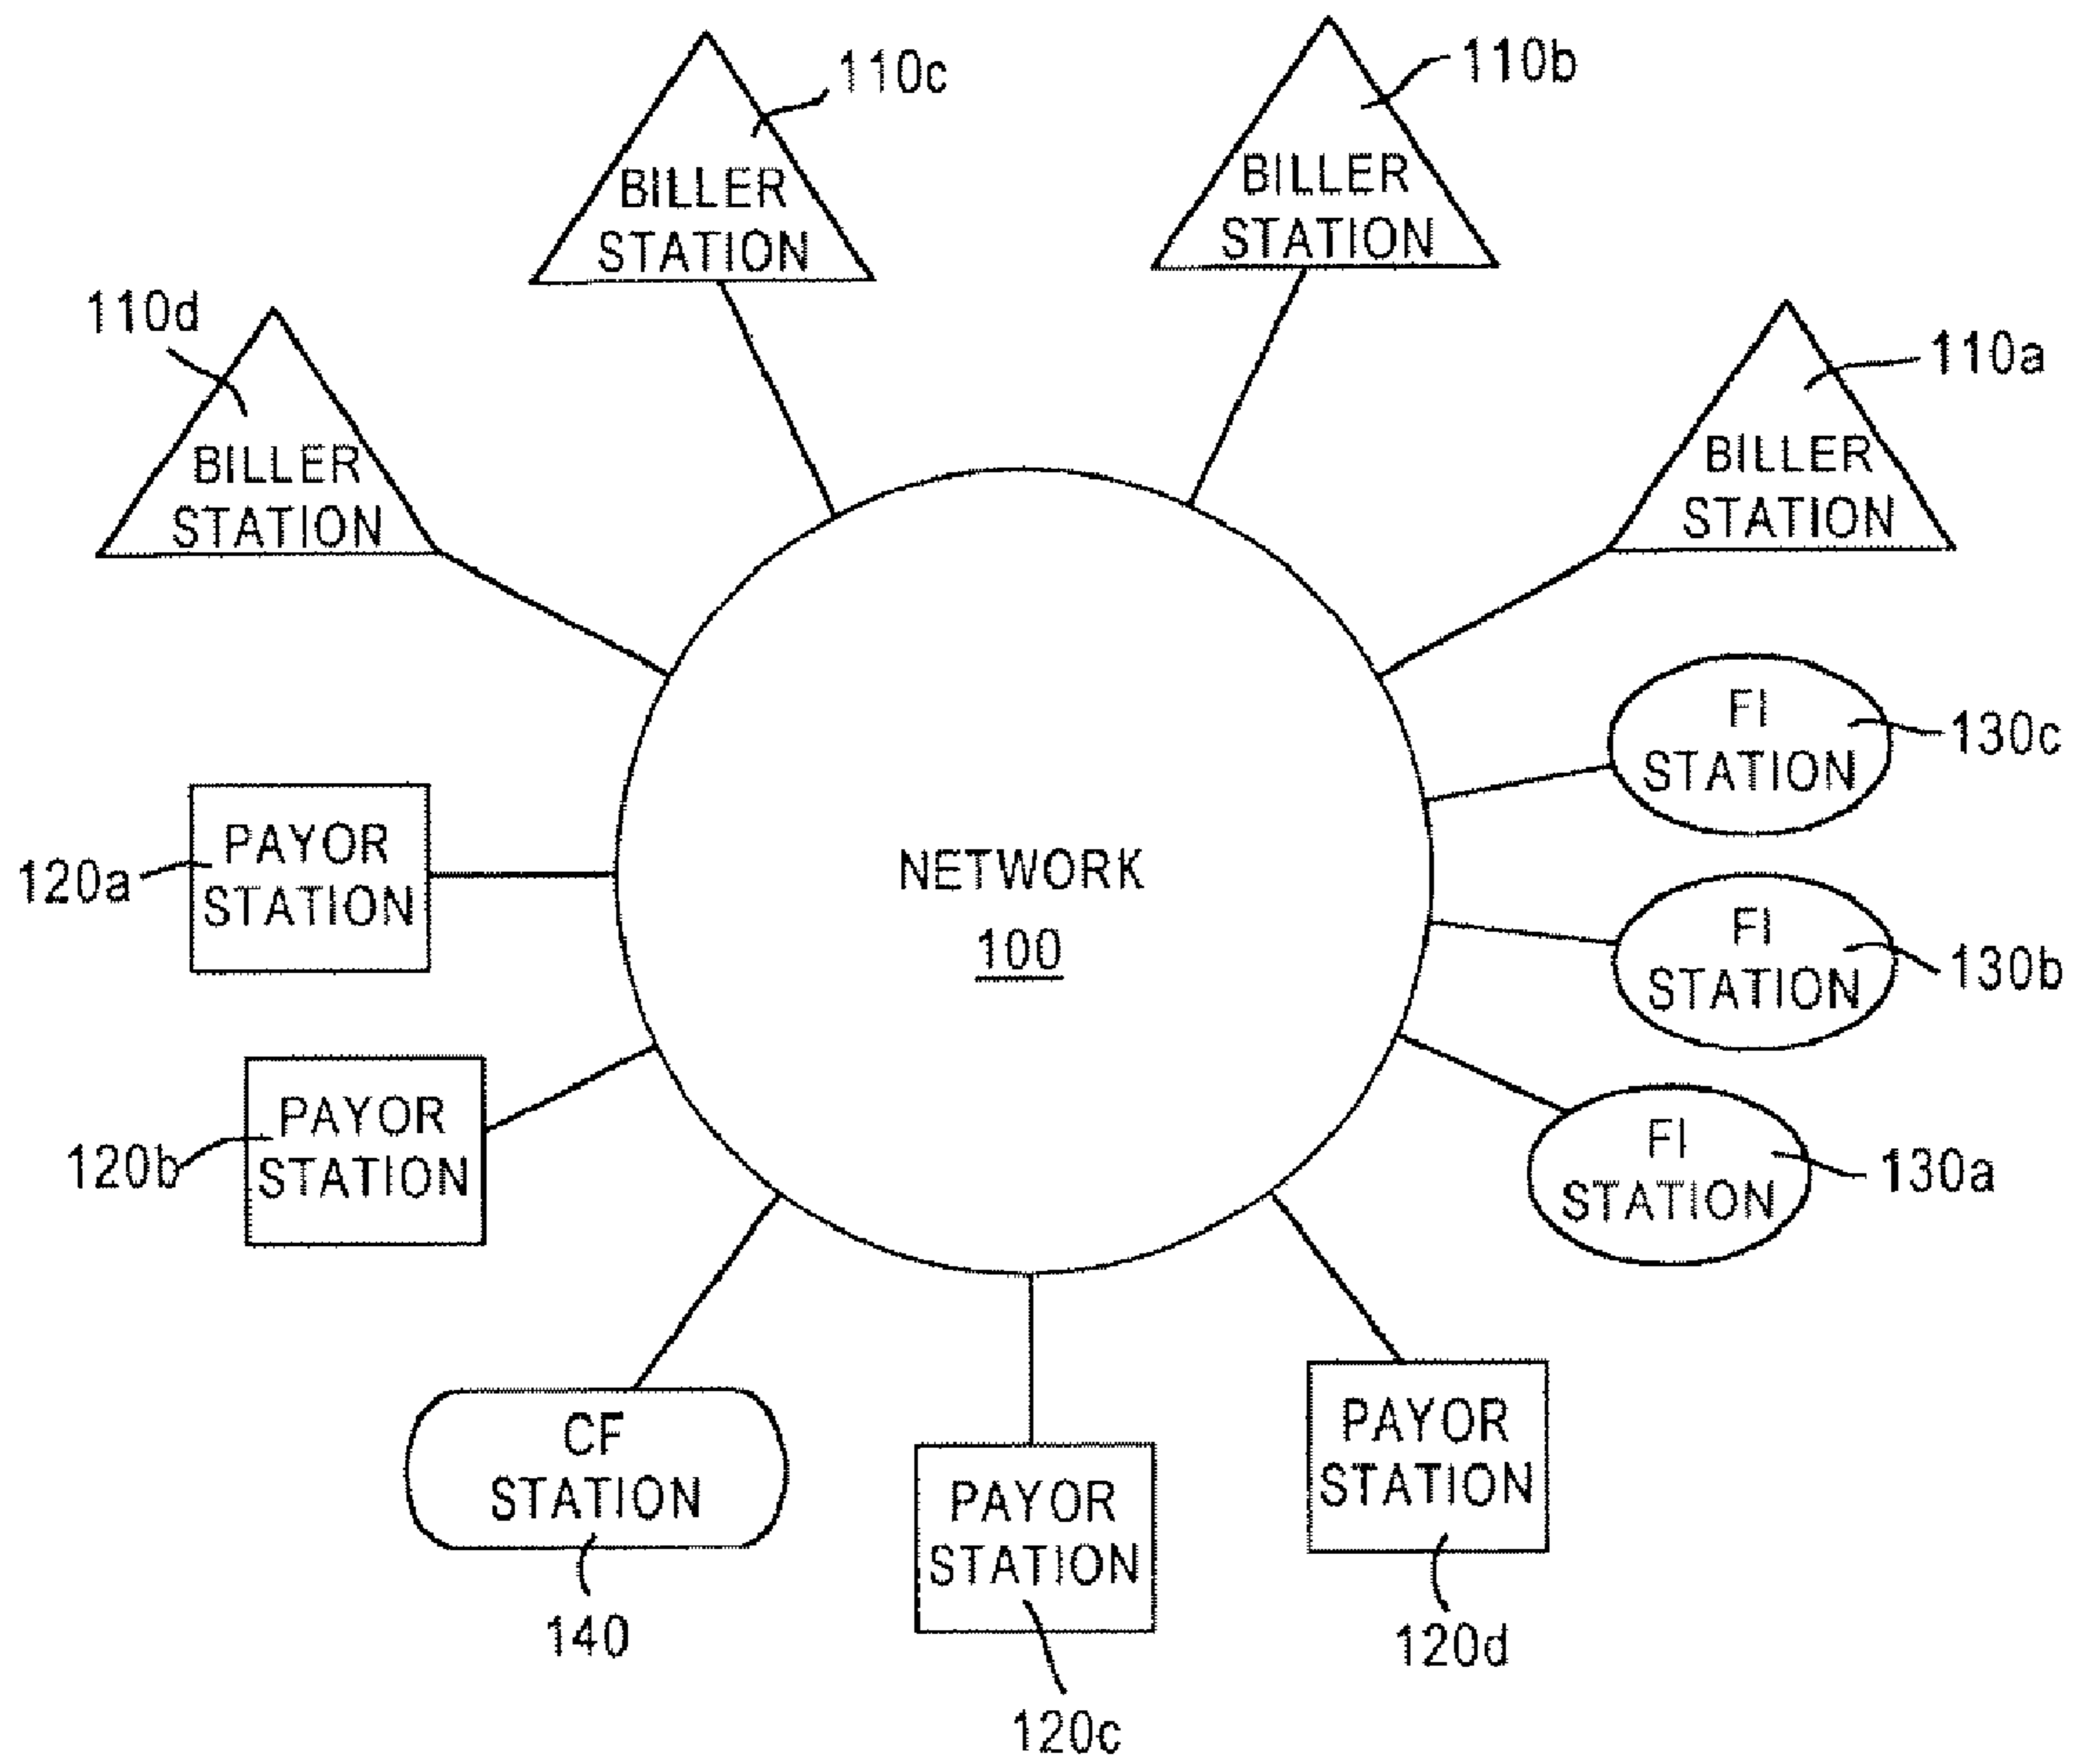 110c
110b
BILLER
STATION
BILLER
STATION
110d
110a
BILLER
STATION
BILLER
STATION
FI
STATION
130c
PAYOR
STATION
120a
NETWORK
100
FI
STATION
130b
PAYOR
STATION
120b
FI
STATION
130a
CF
STATION
140
PAYOR
STATION
120c
PAYOR
STATION
120d